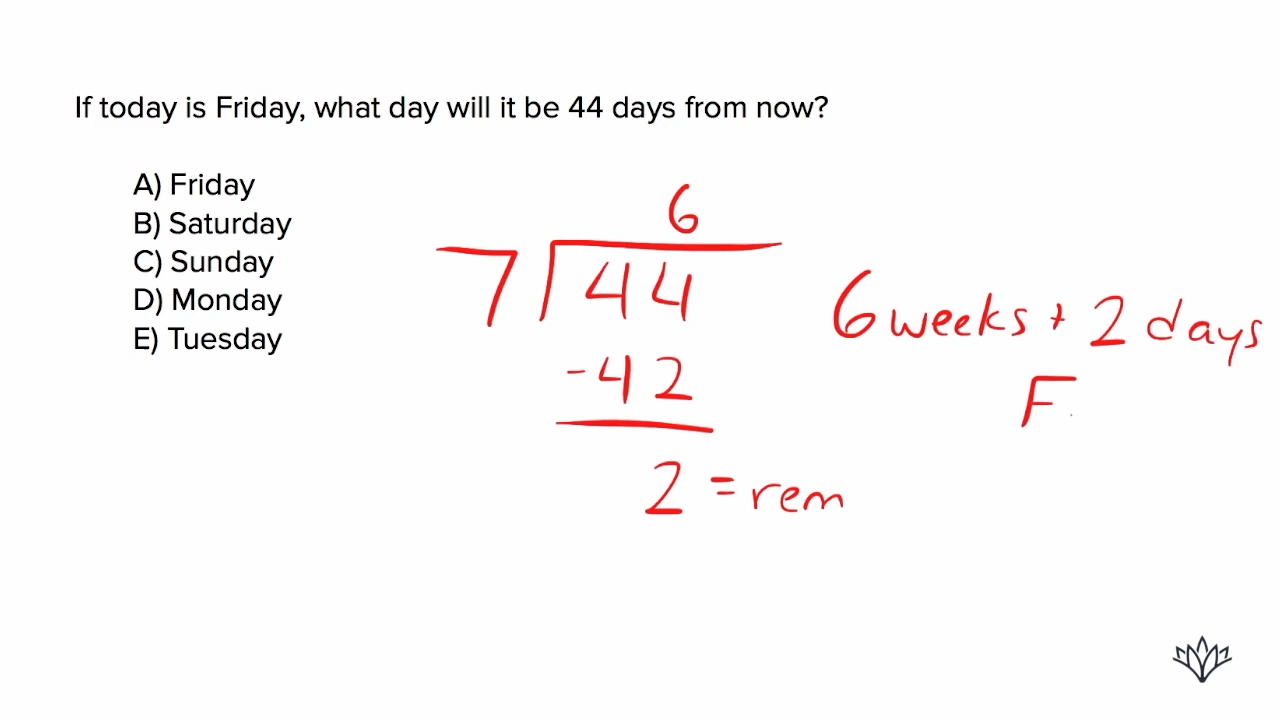 If today is Friday, what day will it be 44 days from now?
A) Friday
B) Saturday
C) Sunday
D) Monday
E) Tuesday
6
7 44
-42
2 = rem
6 weeks + 2 days
F